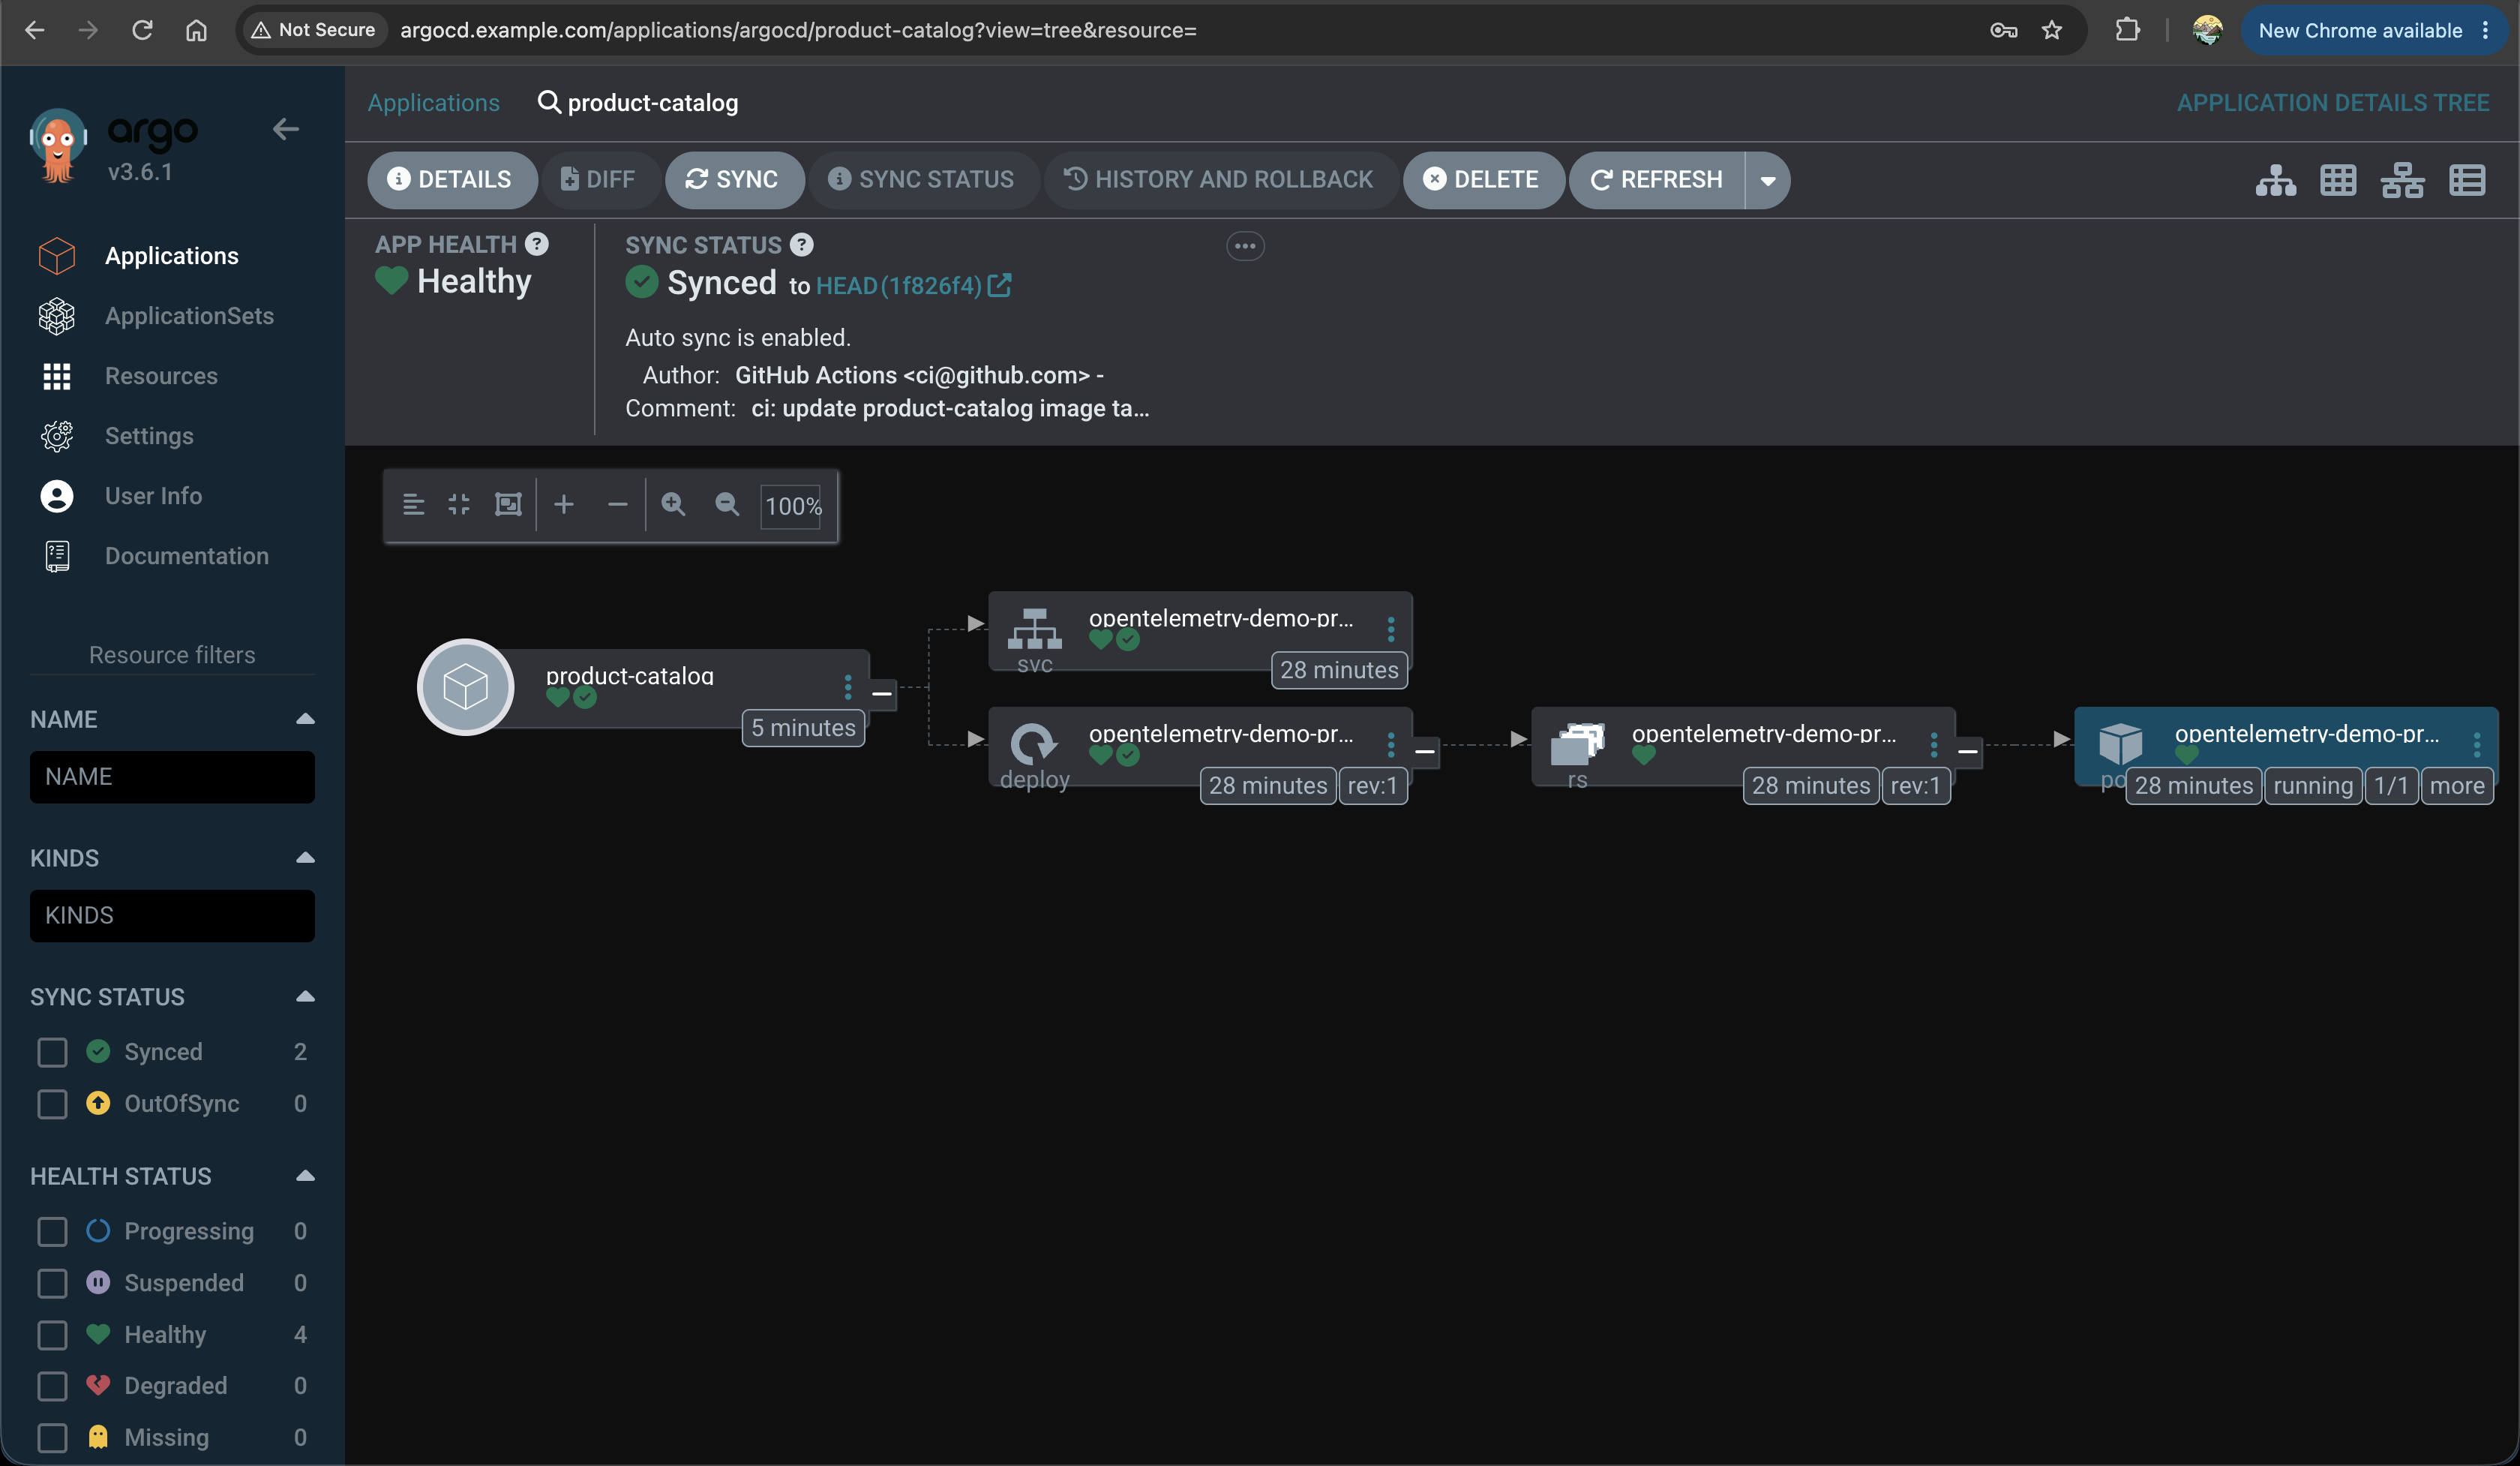 Not Secure argocd.example.com/applications/argocd/product-catalog?view=tree&resource= New Chrome available
argo
v3.6.1
Applications
ApplicationSets
Resources
Settings
User Info
Documentation
Resource filters
NAME
NAME
KINDS
KINDS
SYNC STATUS
Synced 2
OutOfSync 0
HEALTH STATUS
Progressing 0
Suspended 0
Healthy 4
Degraded 0
Missing 0
Applications product-catalog APPLICATION DETAILS TREE
DETAILS DIFF SYNC SYNC STATUS HISTORY AND ROLLBACK DELETE REFRESH
APP HEALTH ?
Healthy
SYNC STATUS ?
Synced to HEAD(1f826f4)
Auto sync is enabled.
Author: GitHub Actions <ci@github.com> -
Comment: ci: update product-catalog image ta...
100%
product-catalog
5 minutes
opentelemetry-demo-pr...
svc
28 minutes
opentelemetry-demo-pr...
deploy
28 minutes rev:1
opentelemetry-demo-pr...
rs
28 minutes rev:1
opentelemetry-demo-pr...
po
28 minutes running 1/1 more